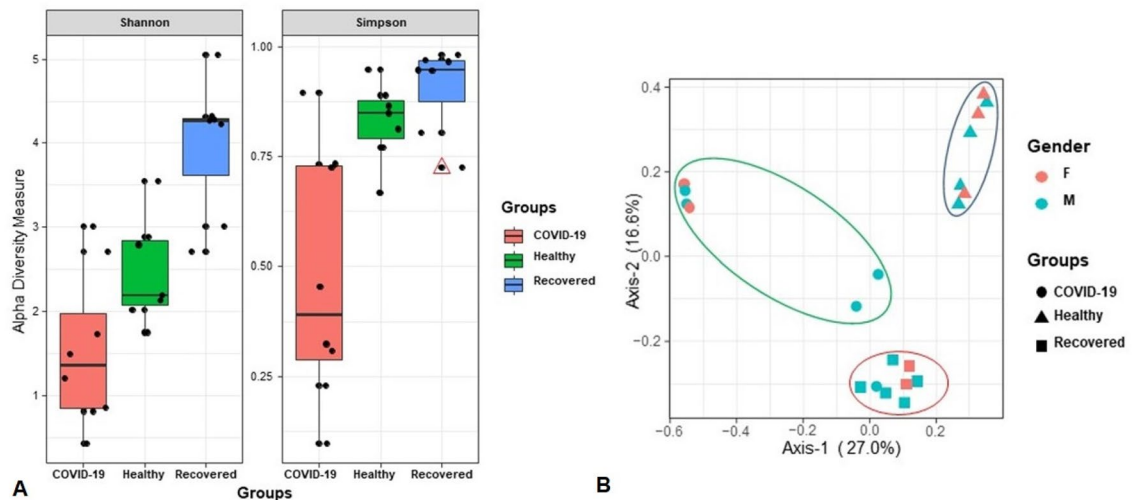 Shannon
Simpson
Alpha Diversity Measure
5
4
3
2
1
1.00
0.75
0.50
0.25
COVID-19
Healthy
Recovered
COVID-19
Healthy
Recovered
Groups
Groups
COVID-19
Healthy
Recovered
A
Axis-2 (16.6%)
0.4
0.2
0.0
−0.2
−0.6
−0.4
−0.2
0.0
0.2
Axis-1 (27.0%)
Gender
F
M
Groups
COVID-19
Healthy
Recovered
B